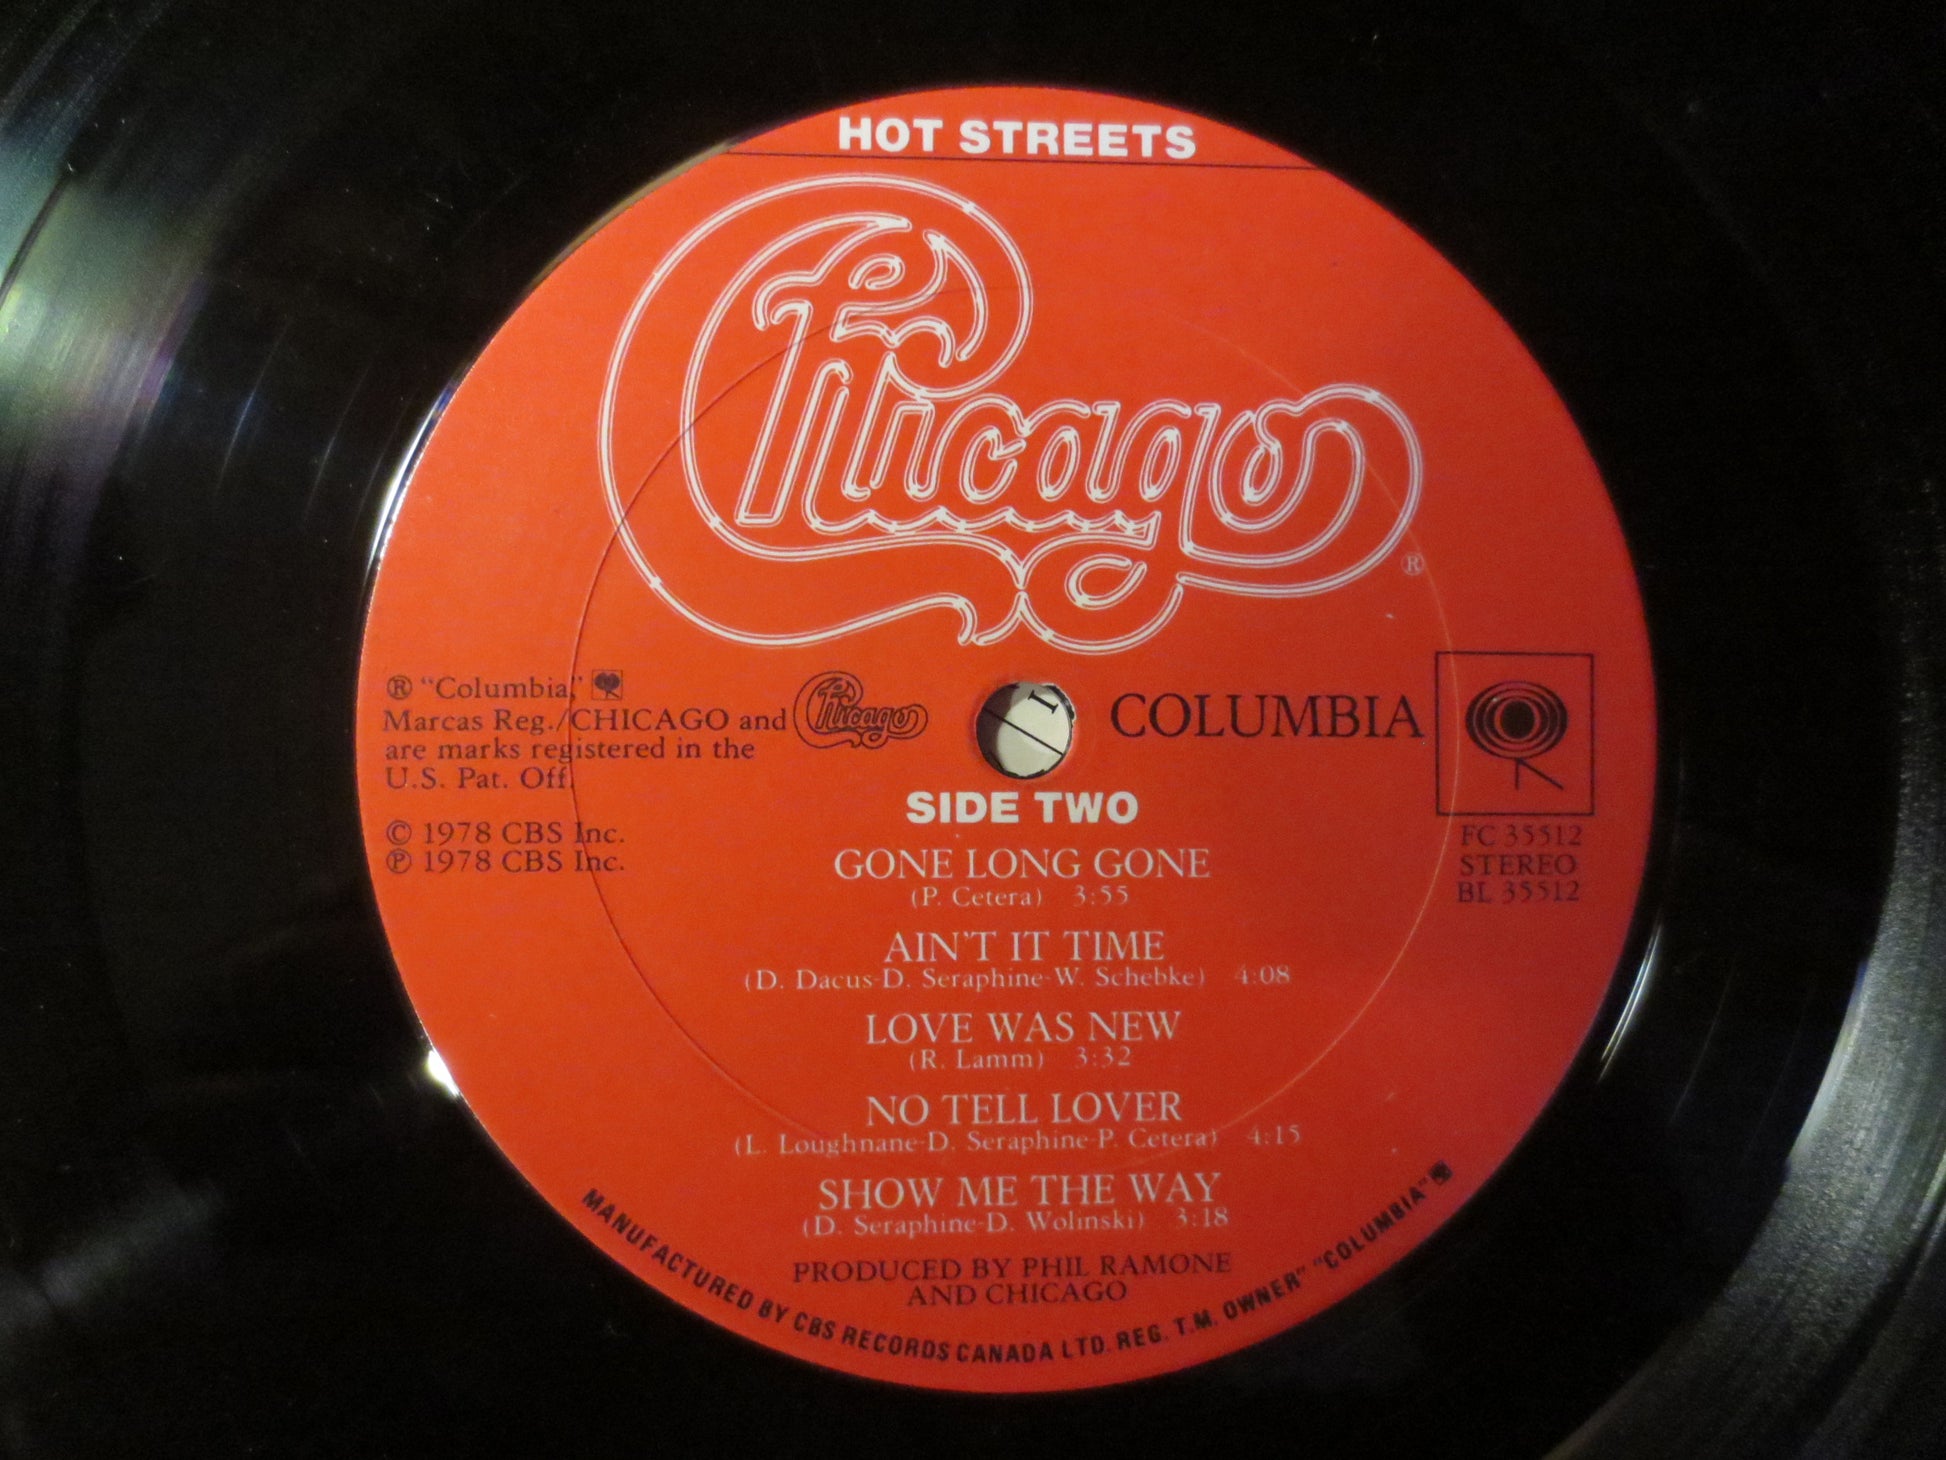 HOT STREETS
Chicago
®
® "Columbia,"
Marcas Reg./CHICAGO and Chicago
are marks registered in the
U.S. Pat. Off.
© 1978 CBS Inc.
℗ 1978 CBS Inc.
COLUMBIA
FC 35512
STEREO
BL 35512
SIDE TWO
GONE LONG GONE
(P. Cetera) 3:55
AIN'T IT TIME
(D. Dacus-D. Seraphine-W. Schebke) 4:08
LOVE WAS NEW
(R. Lamm) 3:32
NO TELL LOVER
(L. Loughnane-D. Seraphine-P. Cetera) 4:15
SHOW ME THE WAY
(D. Seraphine-D. Wolinski) 3:18
PRODUCED BY PHIL RAMONE
AND CHICAGO
MANUFACTURED BY CBS RECORDS CANADA LTD. REG. T.M. OWNER" "COLUMBIA"